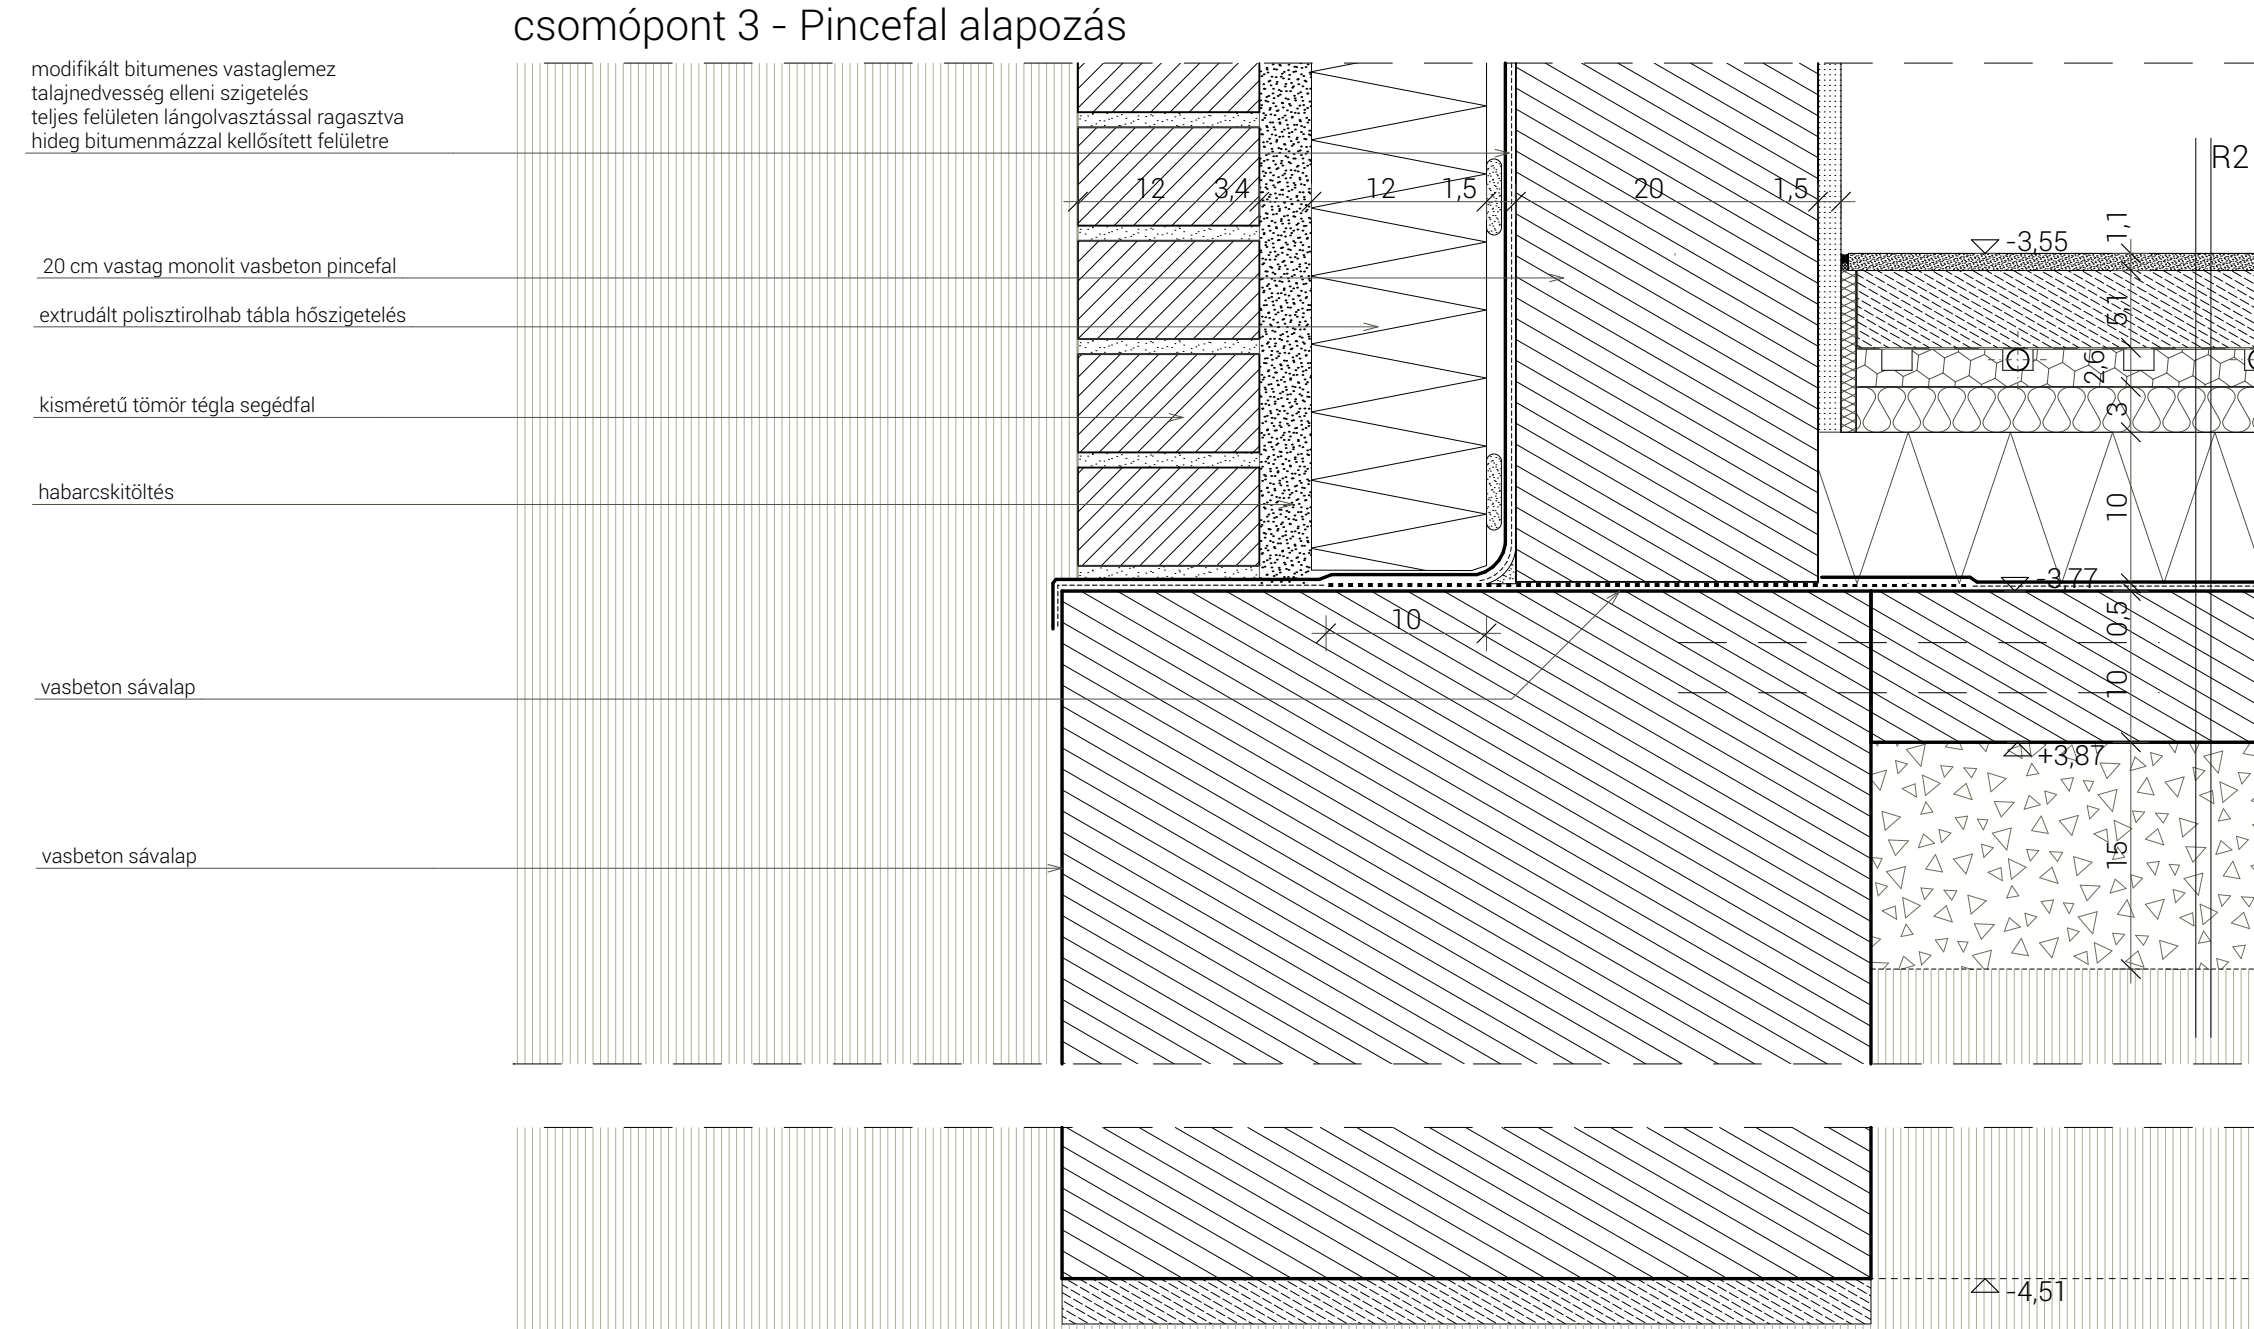 csomópont 3 - Pincefal alapozás
modifikált bitumenes vastaglemez
talajnedvesség elleni szigetelés
teljes felületen lángolvasztással ragasztva
hideg bitumenmázzal kellősített felületre
R2
12 3,4 12 1,5 20 1,5
1,1
-3,55
20 cm vastag monolit vasbeton pincefal
extrudált polisztirolhab tábla hőszigetelés
5,1
2,6
kisméretű tömör tégla segédfal
3
habarcskitöltés
10
-3,77
10
0,5
vasbeton sávalap
10
+3,87
vasbeton sávalap
15
-4,51